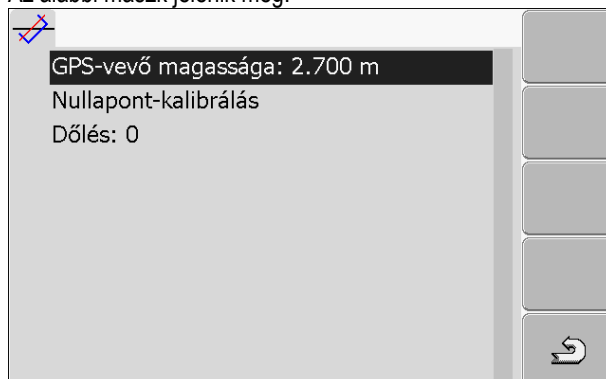 Az alábbi maszk jelenik meg:
GPS-vevő magassága: 2.700 m
Nullapont-kalibrálás
Dőlés: 0